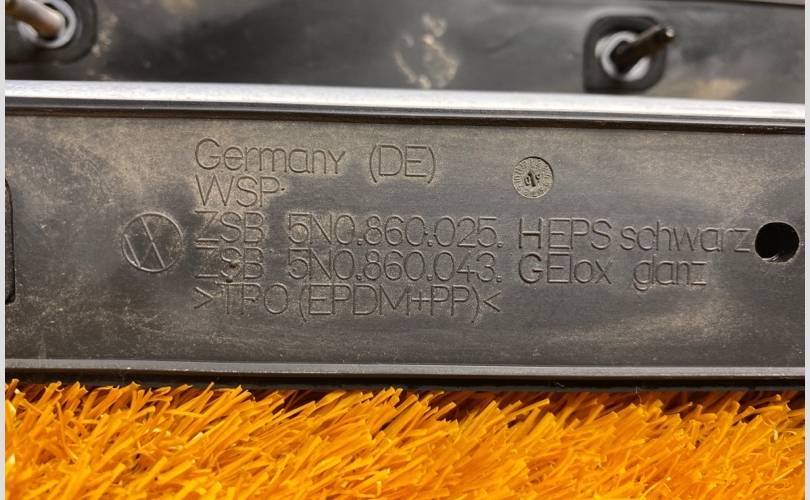 Germany (DE)
WSP
ZSB 5N0.860.025. HEPS schwarz
ZSB 5N0.860.043. GElox glanz
>TPO(EPDM+PP)<